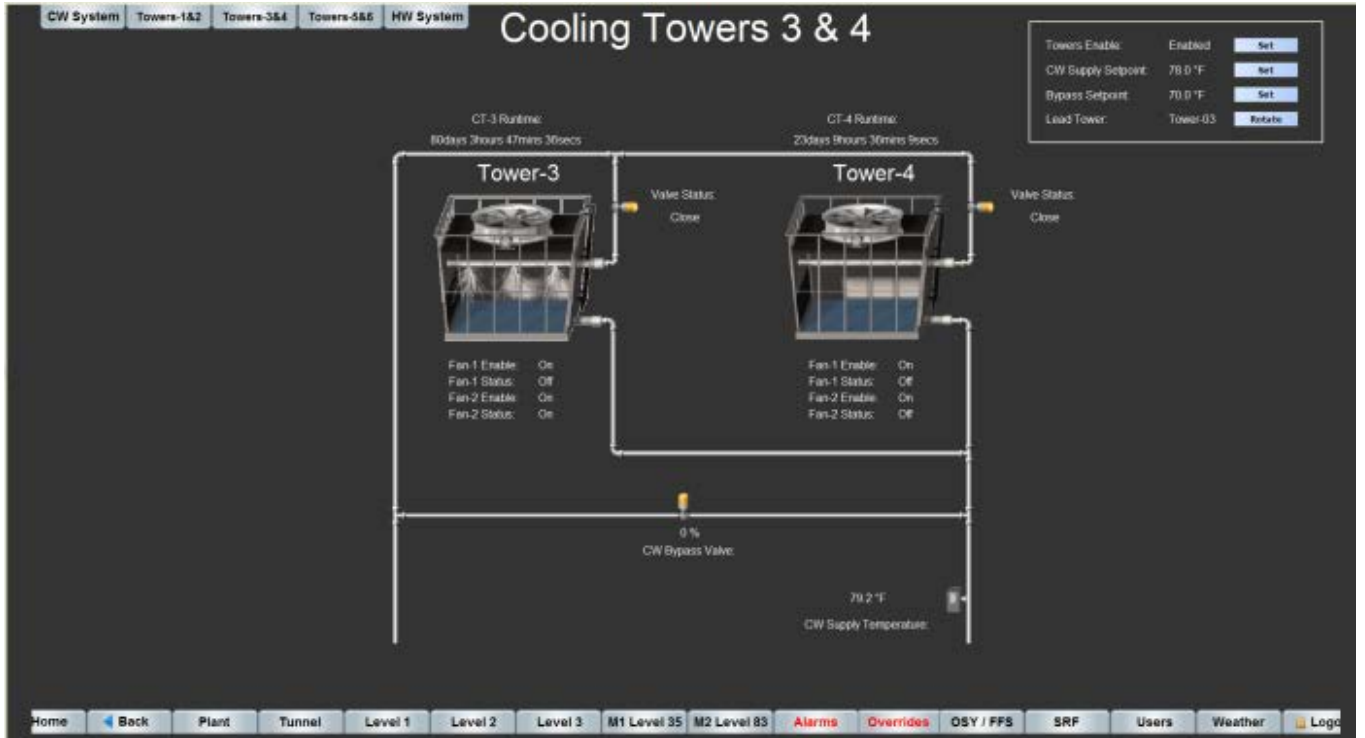 CW System Towers-1&2 Towers-3&4 Towers-5&6 HW System
Cooling Towers 3 & 4
Towers Enable: Enabled Set
CW Supply Setpoint: 78.0 °F Set
Bypass Setpoint: 70.0 °F Set
Lead Tower: Tower-03 Rotate
CT-3 Runtime:
80days 3hours 47mins 36secs
CT-4 Runtime:
23days 9hours 36mins 9secs
Tower-3
Valve Status:
Close
Tower-4
Valve Status:
Close
Fan-1 Enable: On
Fan-1 Status: Off
Fan-2 Enable: On
Fan-2 Status: On
Fan-1 Enable: On
Fan-1 Status: Off
Fan-2 Enable: On
Fan-2 Status: Off
0 %
CW Bypass Valve:
79.2 °F
CW Supply Temperature:
Home Back Plant Tunnel Level 1 Level 2 Level 3 M1 Level 35 M2 Level 83 Alarms Overrides OSY / FFS SRF Users Weather Logo